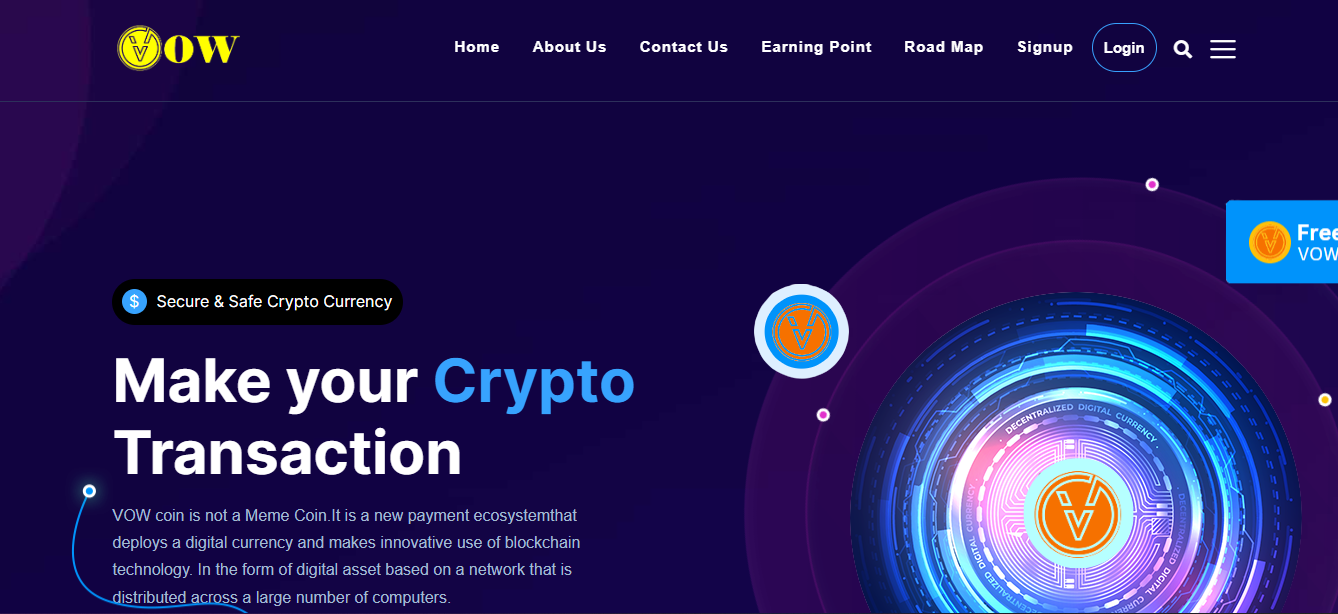 VOW
Home
About Us
Contact Us
Earning Point
Road Map
Signup
Login
Free
VOW
$ Secure & Safe Crypto Currency
Make your Crypto
Transaction
VOW coin is not a Meme Coin.It is a new payment ecosystemthat
deploys a digital currency and makes innovative use of blockchain
technology. In the form of digital asset based on a network that is
distributed across a large number of computers.
DECENTRALIZED DIGITAL CURRENCY
DECENTRALIZED DIGITAL CURRENCY
DECENTRALIZED DIGITAL